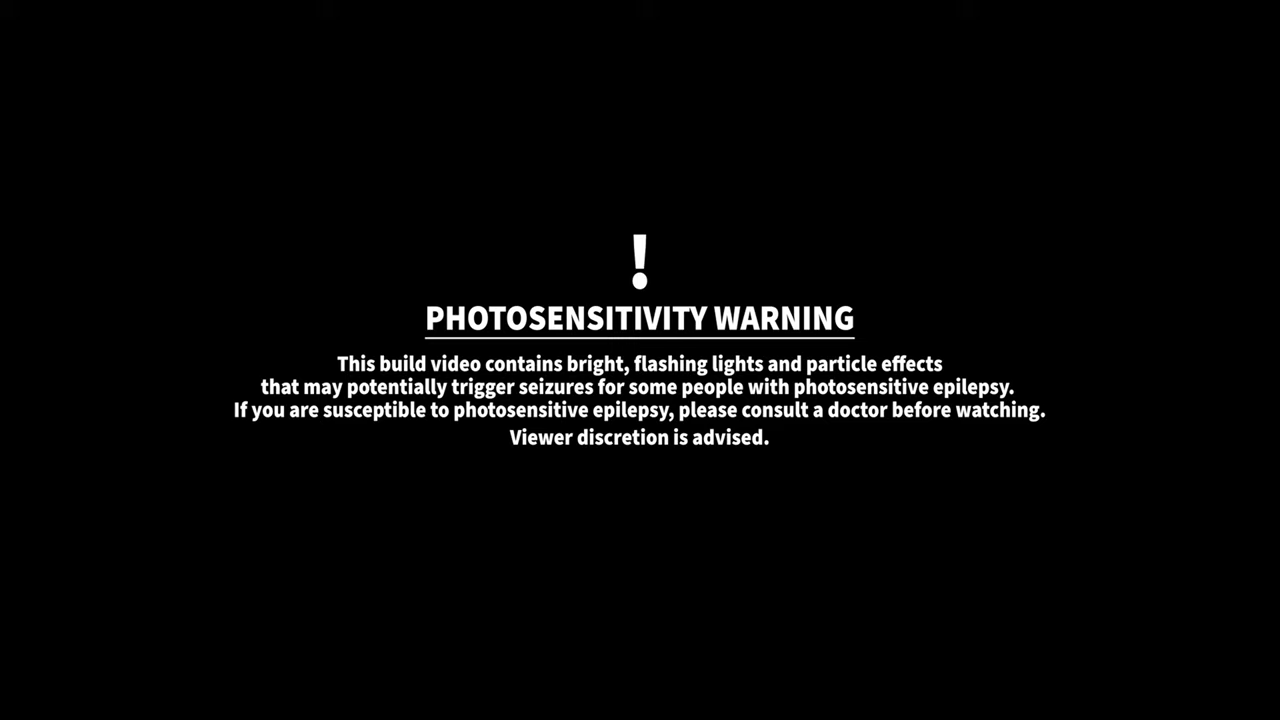 !
PHOTOSENSITIVITY WARNING
This build video contains bright, flashing lights and particle effects
that may potentially trigger seizures for some people with photosensitive epilepsy.
If you are susceptible to photosensitive epilepsy, please consult a doctor before watching.
Viewer discretion is advised.